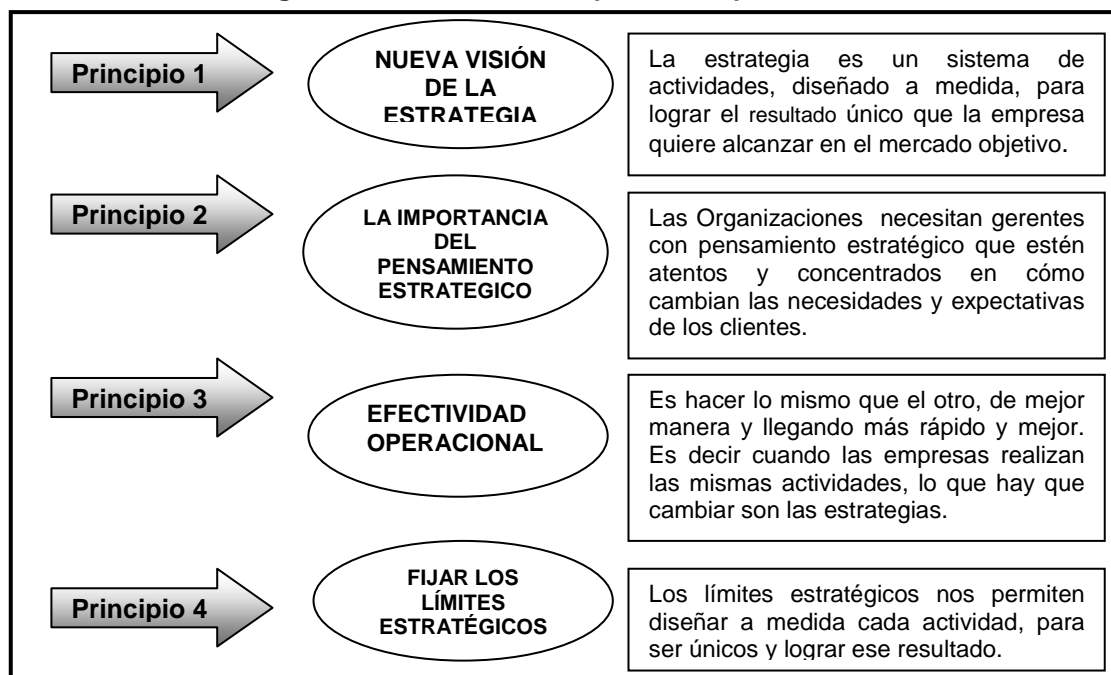 Principio 1
NUEVA VISIÓN
DE LA
ESTRATEGIA
La estrategia es un sistema de
actividades, diseñado a medida, para
lograr el resultado único que la empresa
quiere alcanzar en el mercado objetivo.
Principio 2
LA IMPORTANCIA
DEL
PENSAMIENTO
ESTRATEGICO
Las Organizaciones necesitan gerentes
con pensamiento estratégico que estén
atentos y concentrados en cómo
cambian las necesidades y expectativas
de los clientes.
Principio 3
EFECTIVIDAD
OPERACIONAL
Es hacer lo mismo que el otro, de mejor
manera y llegando más rápido y mejor.
Es decir cuando las empresas realizan
las mismas actividades, lo que hay que
cambiar son las estrategias.
Principio 4
FIJAR LOS
LÍMITES
ESTRATÉGICOS
Los límites estratégicos nos permiten
diseñar a medida cada actividad, para
ser únicos y lograr ese resultado.